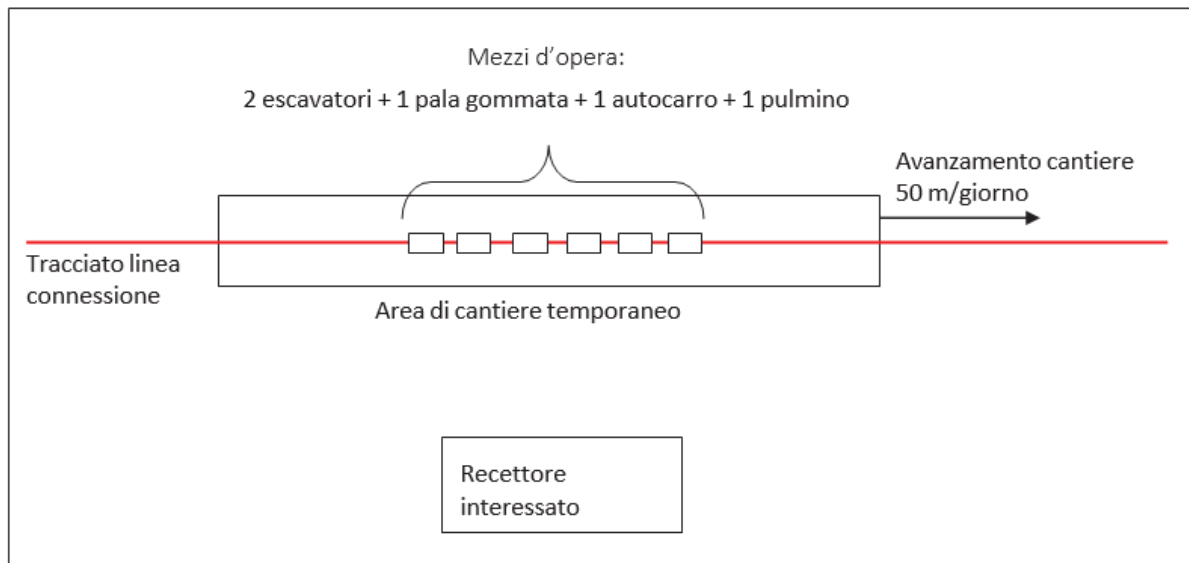 Mezzi d'opera:
2 escavatori + 1 pala gommata + 1 autocarro + 1 pulmino
Avanzamento cantiere
50 m/giorno
Tracciato linea
connessione
Area di cantiere temporaneo
Recettore
interessato